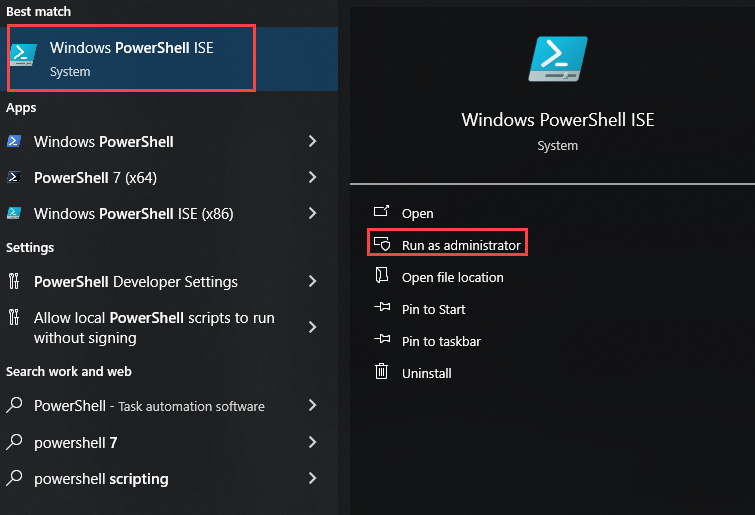 Best match
Windows PowerShell ISE
System
Apps
Windows PowerShell
PowerShell 7 (x64)
Windows PowerShell ISE (x86)
Settings
PowerShell Developer Settings
Allow local PowerShell scripts to run
without signing
Search work and web
PowerShell - Task automation software
powershell 7
powershell scripting
Windows PowerShell ISE
System
Open
Run as administrator
Open file location
Pin to Start
Pin to taskbar
Uninstall